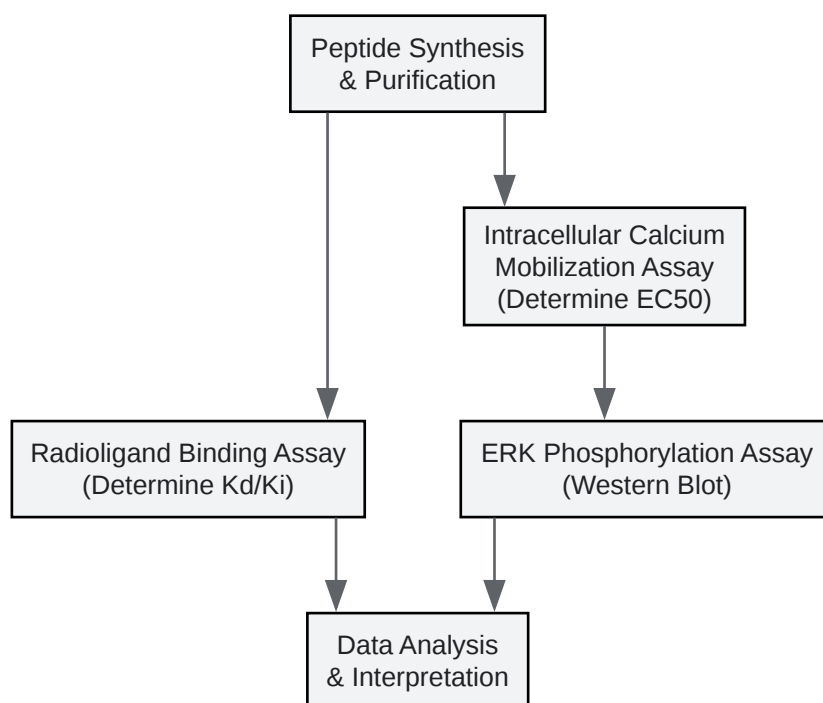 Peptide Synthesis
& Purification
Intracellular Calcium
Mobilization Assay
(Determine EC50)
Radioligand Binding Assay
(Determine Kd/Ki)
ERK Phosphorylation Assay
(Western Blot)
Data Analysis
& Interpretation